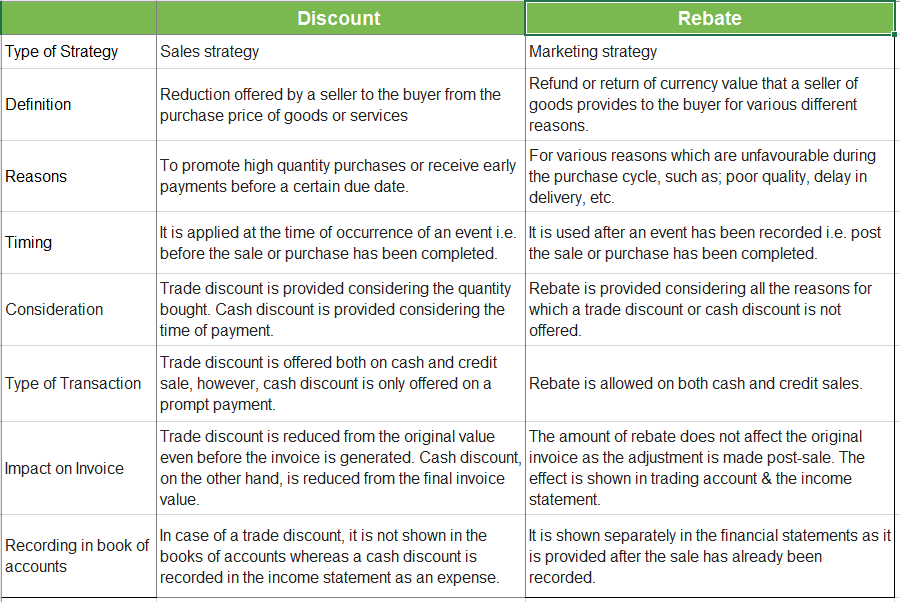 Discount
Rebate
Type of Strategy
Sales strategy
Marketing strategy
Definition
Reduction offered by a seller to the buyer from the
purchase price of goods or services
Refund or return of currency value that a seller of
goods provides to the buyer for various different
reasons.
Reasons
To promote high quantity purchases or receive early
payments before a certain due date.
For various reasons which are unfavourable during
the purchase cycle, such as; poor quality, delay in
delivery, etc.
Timing
It is applied at the time of occurrence of an event i.e.
before the sale or purchase has been completed.
It is used after an event has been recorded i.e. post
the sale or purchase has been completed.
Consideration
Trade discount is provided considering the quantity
bought. Cash discount is provided considering the
time of payment.
Rebate is provided considering all the reasons for
which a trade discount or cash discount is not
offered.
Type of Transaction
Trade discount is offered both on cash and credit
sale, however, cash discount is only offered on a
prompt payment.
Rebate is allowed on both cash and credit sales.
Impact on Invoice
Trade discount is reduced from the original value
even before the invoice is generated. Cash discount,
on the other hand, is reduced from the final invoice
value.
The amount of rebate does not affect the original
invoice as the adjustment is made post-sale. The
effect is shown in trading account & the income
statement.
Recording in book of
accounts
In case of a trade discount, it is not shown in the
books of accounts whereas a cash discount is
recorded in the income statement as an expense.
It is shown separately in the financial statements as it
is provided after the sale has already been
recorded.